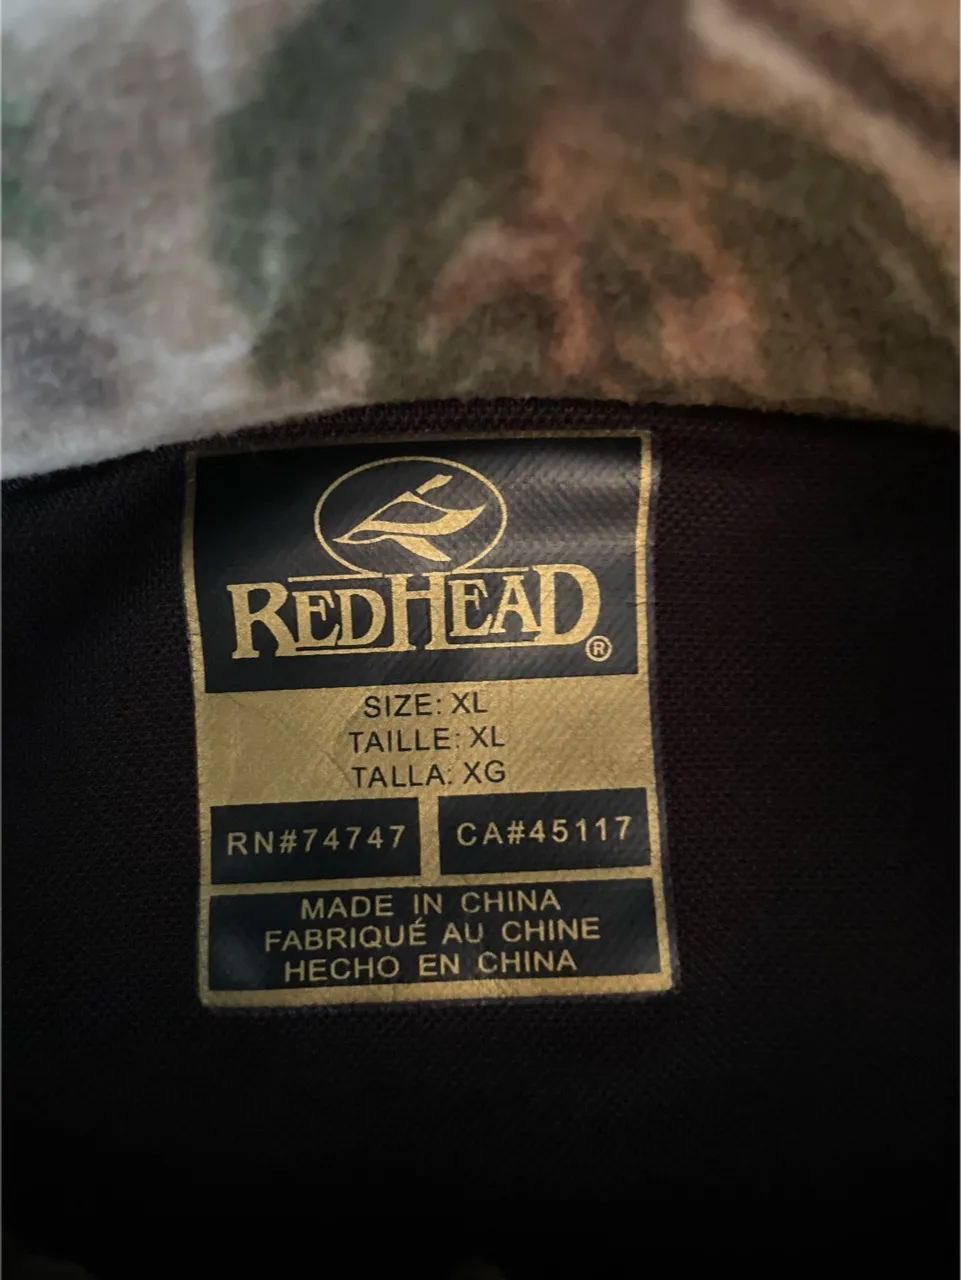 REDHEAD®
SIZE: XL
TAILLE: XL
TALLA: XG
RN#74747
CA#45117
MADE IN CHINA
FABRIQUÉ AU CHINE
HECHO EN CHINA